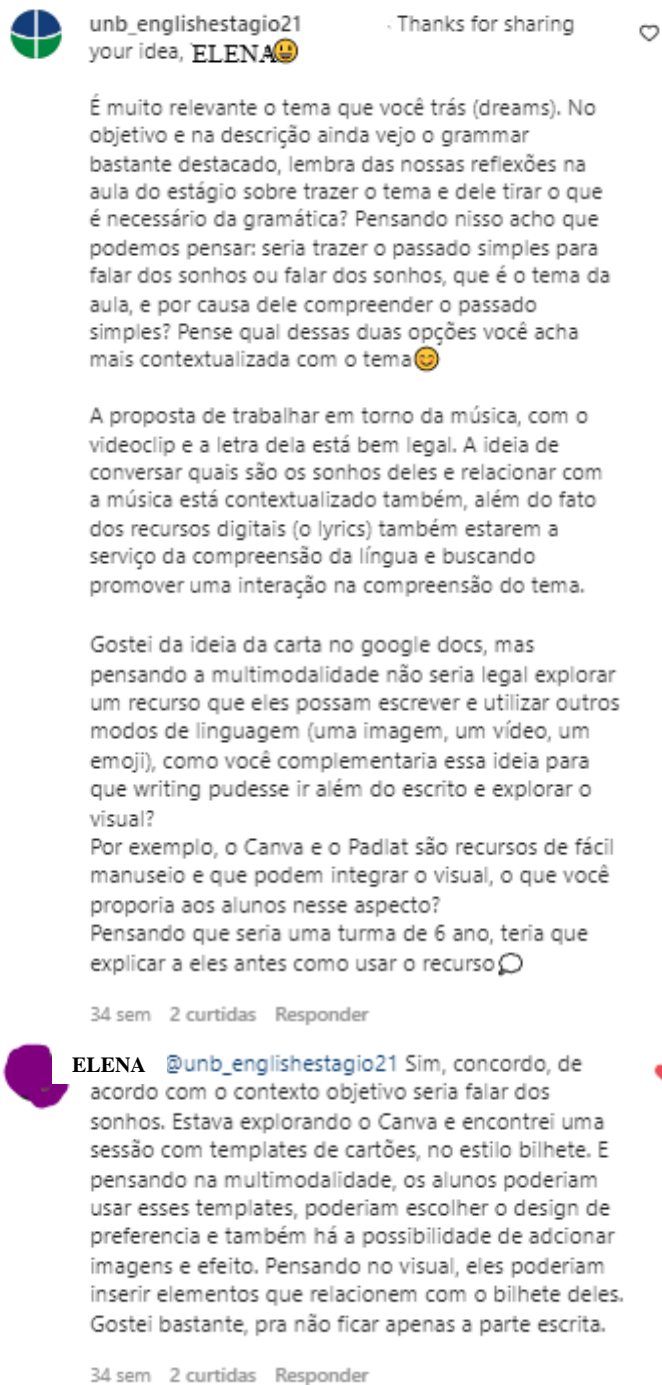 unb_englishestagio21 . Thanks for sharing
your idea, ELENA😃
É muito relevante o tema que você trás (dreams). No
objetivo e na descrição ainda vejo o grammar
bastante destacado, lembra das nossas reflexões na
aula do estágio sobre trazer o tema e dele tirar o que
é necessário da gramática? Pensando nisso acho que
podemos pensar: seria trazer o passado simples para
falar dos sonhos ou falar dos sonhos, que é o tema da
aula, e por causa dele compreender o passado
simples? Pense qual dessas duas opções você acha
mais contextualizada com o tema😊
A proposta de trabalhar em torno da música, com o
videoclip e a letra dela está bem legal. A ideia de
conversar quais são os sonhos deles e relacionar com
a música está contextualizado também, além do fato
dos recursos digitais (o lyrics) também estarem a
serviço da compreensão da língua e buscando
promover uma interação na compreensão do tema.
Gostei da ideia da carta no google docs, mas
pensando a multimodalidade não seria legal explorar
um recurso que eles possam escrever e utilizar outros
modos de linguagem (uma imagem, um vídeo, um
emoji), como você complementaria essa ideia para
que writing pudesse ir além do escrito e explorar o
visual?
Por exemplo, o Canva e o Padlat são recursos de fácil
manuseio e que podem integrar o visual, o que você
proporia aos alunos nesse aspecto?
Pensando que seria uma turma de 6 ano, teria que
explicar a eles antes como usar o recurso💭
34 sem 2 curtidas Responder
ELENA @unb_englishestagio21 Sim, concordo, de
acordo com o contexto objetivo seria falar dos
sonhos. Estava explorando o Canva e encontrei uma
sessão com templates de cartões, no estilo bilhete. E
pensando na multimodalidade, os alunos poderiam
usar esses templates, poderiam escolher o design de
preferencia e também há a possibilidade de adcionar
imagens e efeito. Pensando no visual, eles poderiam
inserir elementos que relacionem com o bilhete deles.
Gostei bastante, pra não ficar apenas a parte escrita.
34 sem 2 curtidas Responder